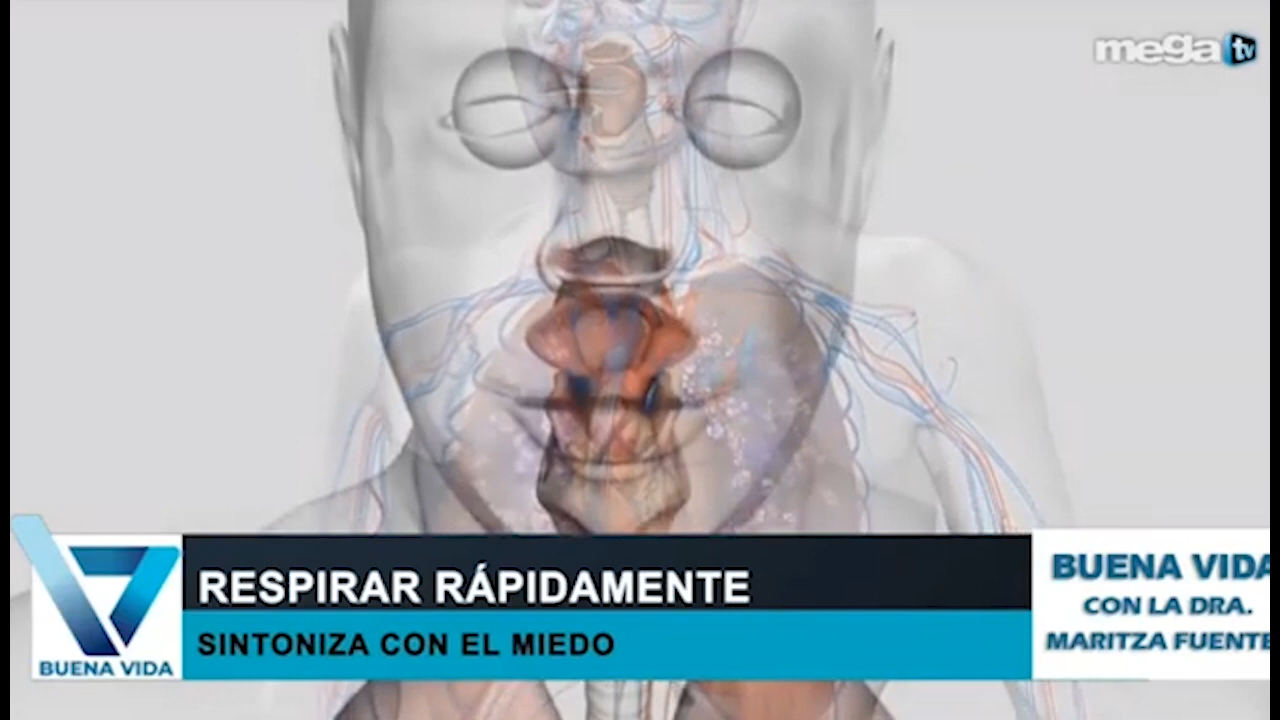 mega tv
RESPIRAR RÁPIDAMENTE
SINTONIZA CON EL MIEDO
BUENA VIDA
BUENA VIDA
CON LA DRA.
MARITZA FUENTE